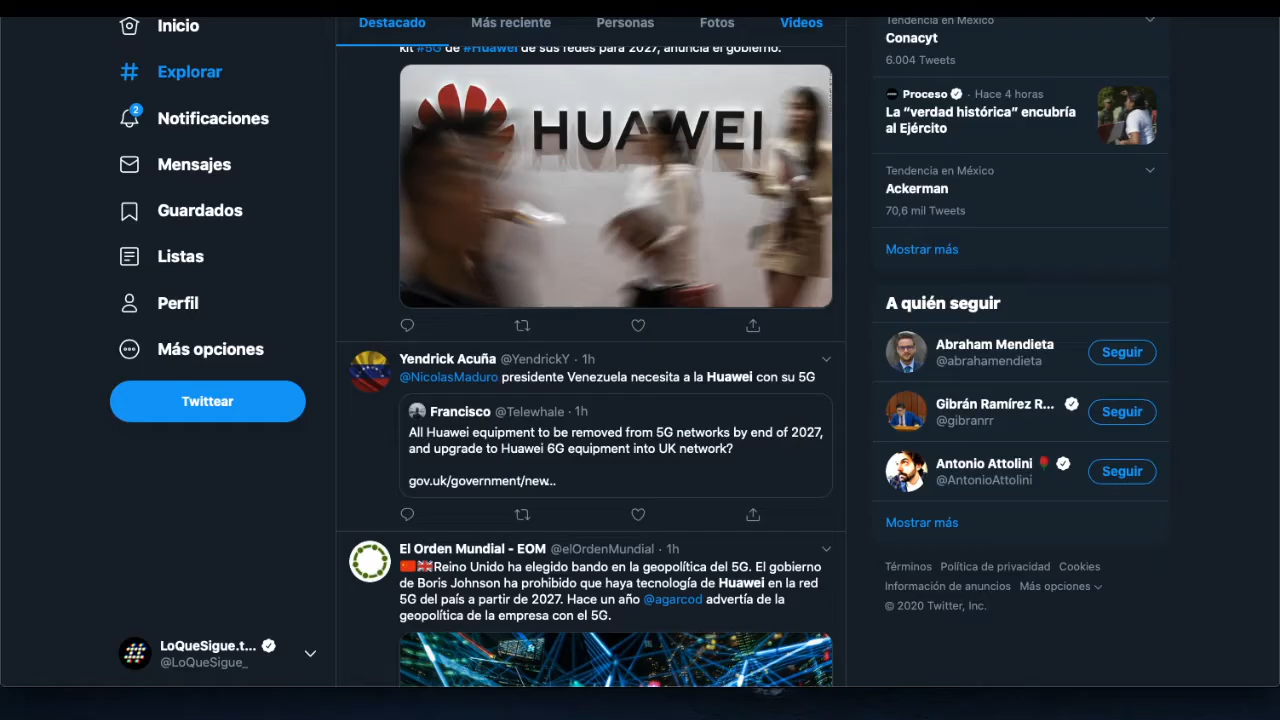 Inicio
Explorar
2
Notificaciones
Mensajes
Guardados
Listas
Perfil
Más opciones
Twittear
LoQueSigue.t...
@LoQueSigue_
Destacado Más reciente Personas Fotos Videos
kit #5G de #Huawei de sus redes para 2027, anuncia el gobierno.
HUAWEI
Yendrick Acuña @YendrickY · 1h
@NicolasMaduro presidente Venezuela necesita a la Huawei con su 5G
Francisco @Telewhale · 1h
All Huawei equipment to be removed from 5G networks by end of 2027,
and upgrade to Huawei 6G equipment into UK network?
gov.uk/government/new...
El Orden Mundial - EOM @elOrdenMundial · 1h
🇨🇳🇬🇧Reino Unido ha elegido bando en la geopolítica del 5G. El gobierno
de Boris Johnson ha prohibido que haya tecnología de Huawei en la red
5G del país a partir de 2027. Hace un año @agarcod advertía de la
geopolítica de la empresa con el 5G.
Tendencia en México
Conacyt
6.004 Tweets
Proceso · Hace 4 horas
La “verdad histórica” encubría
al Ejército
Tendencia en México
Ackerman
70,6 mil Tweets
Mostrar más
A quién seguir
Abraham Mendieta
@abrahamendieta
Seguir
Gibrán Ramírez R...
@gibranrr
Seguir
Antonio Attolini 🌹
@AntonioAttolini
Seguir
Mostrar más
Términos Política de privacidad Cookies
Información de anuncios Más opciones
© 2020 Twitter, Inc.